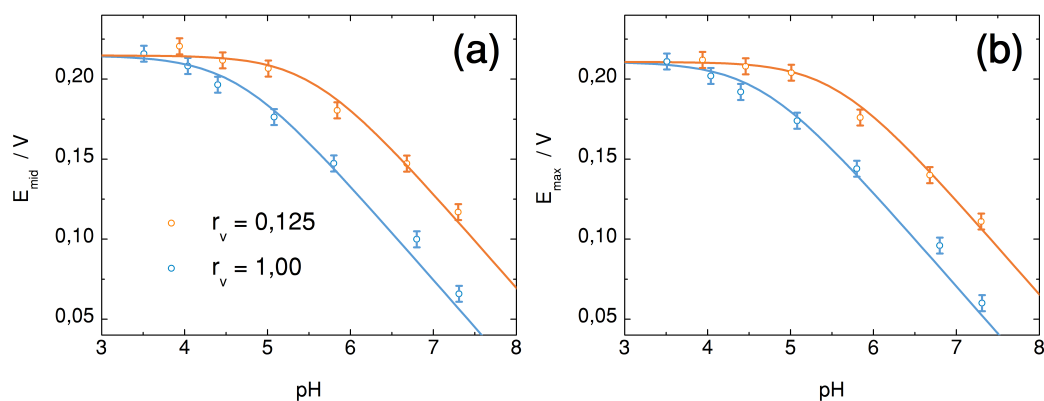 (a)
0,20
0,15
0,10
0,05
E_mid / V
r_v = 0,125
r_v = 1,00
3 4 5 6 7 8
pH
(b)
0,20
0,15
0,10
0,05
E_max / V
3 4 5 6 7 8
pH